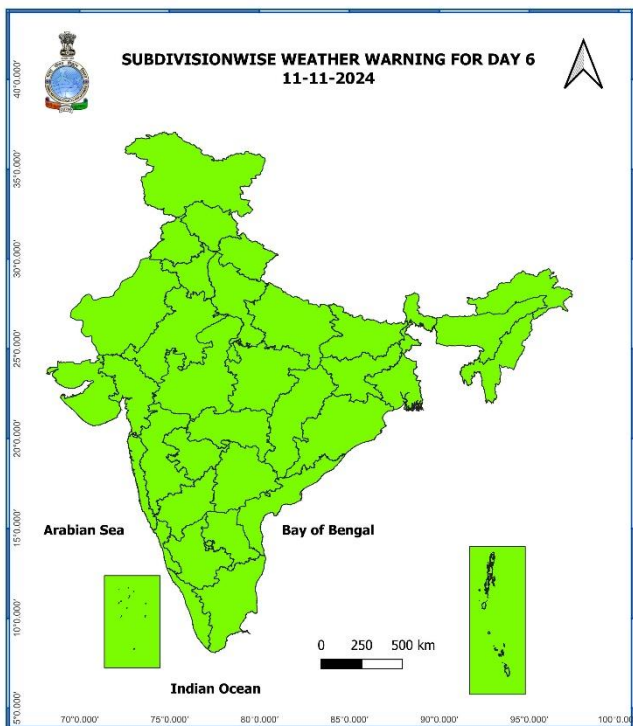 SUBDIVISIONWISE WEATHER WARNING FOR DAY 6
11-11-2024
40°0.000'
35°0.000'
30°0.000'
25°0.000'
20°0.000'
15°0.000'
10°0.000'
5°0.000'
Arabian Sea
Bay of Bengal
0 250 500 km
Indian Ocean
70°0.000' 75°0.000' 80°0.000' 85°0.000' 90°0.000' 95°0.000' 100°0.0